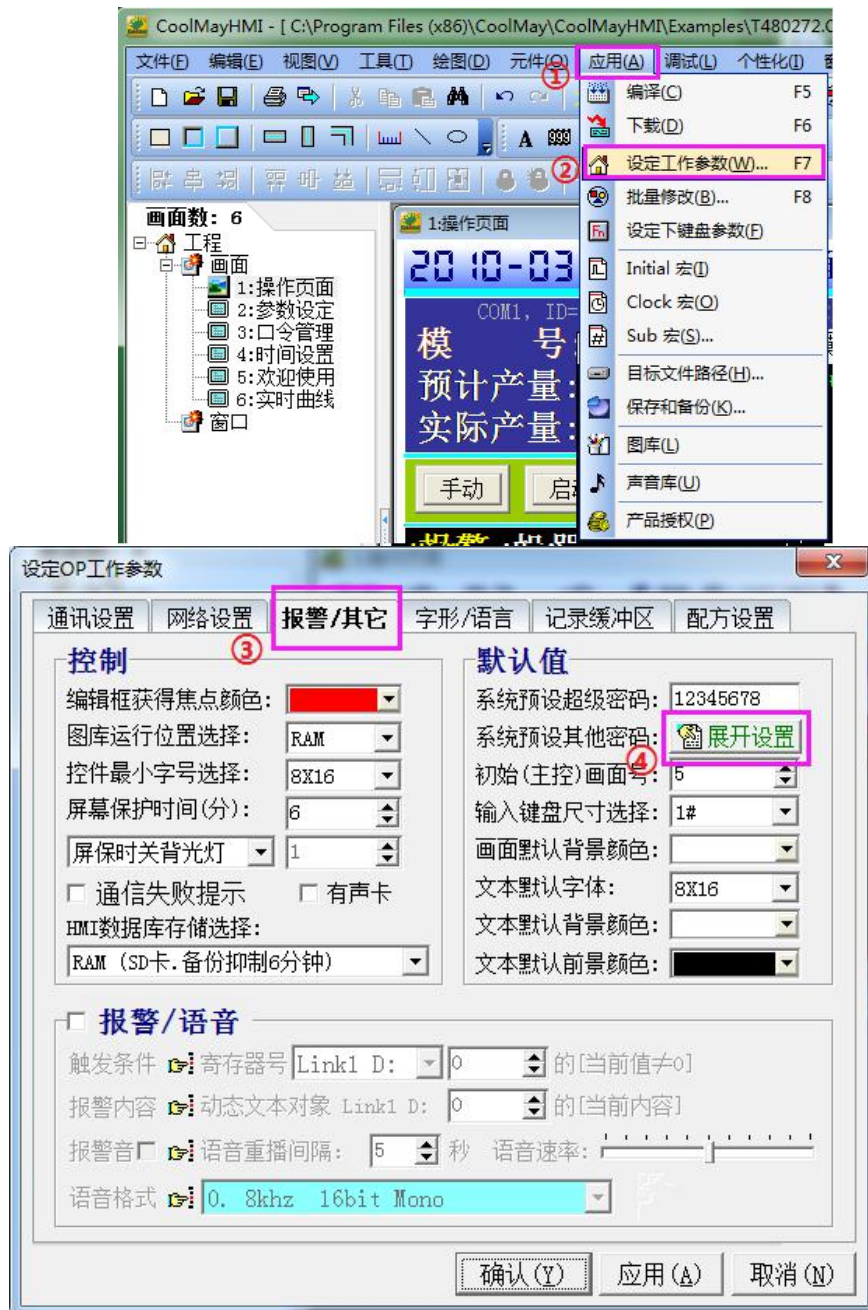 CoolMayHMI - [ C:\Program Files (x86)\CoolMay\CoolMayHMI\Examples\T480272.C
文件(F) 编辑(E) 视图(V) 工具(T) 绘图(D) 元件(O) 应用(A) 调试(L) 个性化(I)
①
编译(C) F5
下载(D) F6
②
设定工作参数(W)... F7
批量修改(B)... F8
设定下键盘参数(F)
Initial 宏(I)
Clock 宏(O)
Sub 宏(S)...
目标文件路径(H)...
保存和备份(K)...
图库(L)
声音库(U)
产品授权(P)
画面数: 6
工程
画面
1:操作页面
2:参数设定
3:口令管理
4:时间设置
5:欢迎使用
6:实时曲线
窗口
1:操作页面
2010-03
COM1, ID=
模 号:
预计产量:
实际产量:
手动
设定OP工作参数
通讯设置 网络设置 报警/其它 字形/语言 记录缓冲区 配方设置
③
控制
编辑框获得焦点颜色:
图库运行位置选择: RAM
控件最小字号选择: 8X16
屏幕保护时间(分): 6
屏保时关背光灯 1
通信失败提示 有声卡
HMI数据库存储选择:
RAM (SD卡.备份抑制6分钟)
默认值
系统预设超级密码: 12345678
系统预设其他密码: 展开设置
④
初始(主控)画面号: 5
输入键盘尺寸选择: 1#
画面默认背景颜色:
文本默认字体: 8X16
文本默认背景颜色:
文本默认前景颜色:
报警/语音
触发条件 寄存器号 Link1 D: 0 的[当前值≠0]
报警内容 动态文本对象 Link1 D: 0 的[当前内容]
报警音 语音重播间隔: 5 秒 语音速率:
语音格式 0. 8khz 16bit Mono
确认(Y) 应用(A) 取消(N)